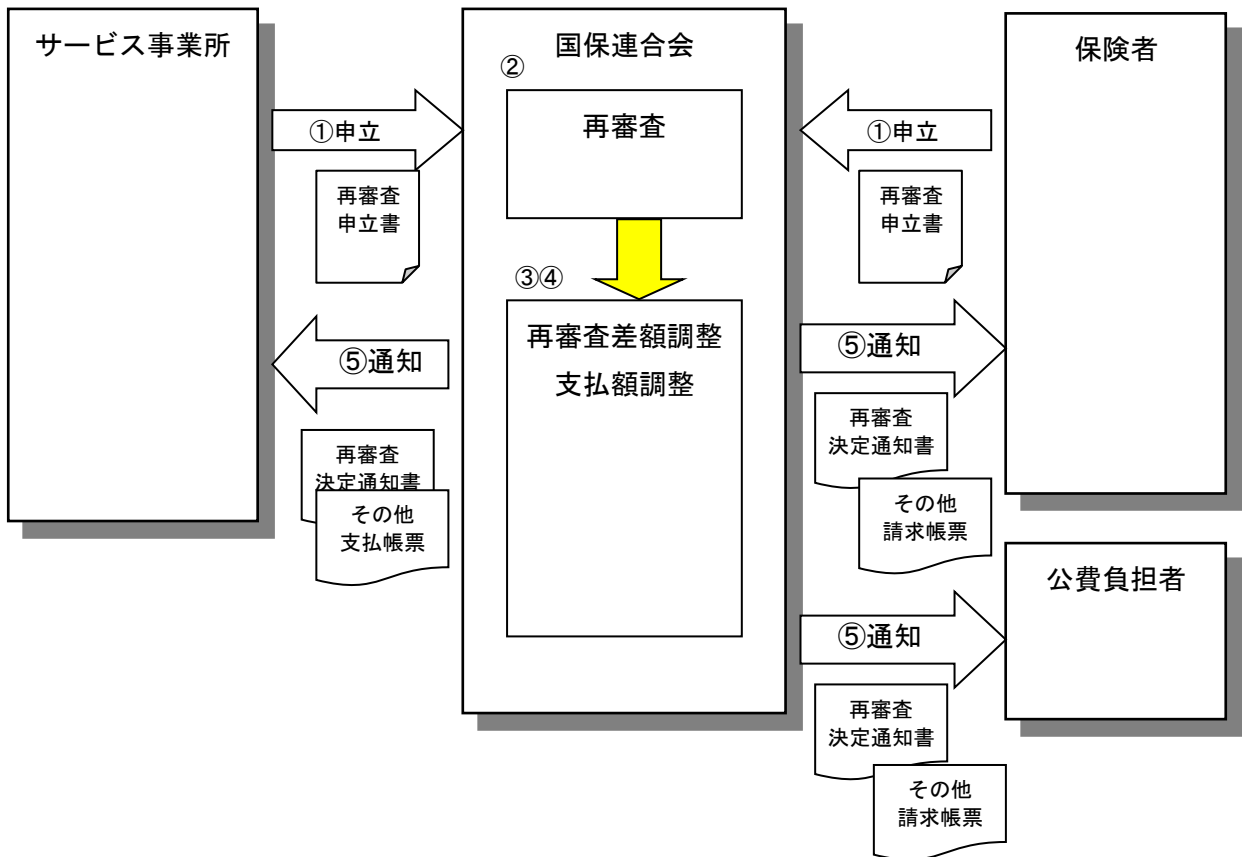 サービス事業所
国保連合会
保険者
②
再審査
①申立
①申立
再審査
申立書
再審査
申立書
③④
再審査差額調整
支払額調整
⑤通知
⑤通知
再審査
決定通知書
その他
支払帳票
再審査
決定通知書
その他
請求帳票
公費負担者
⑤通知
再審査
決定通知書
その他
請求帳票